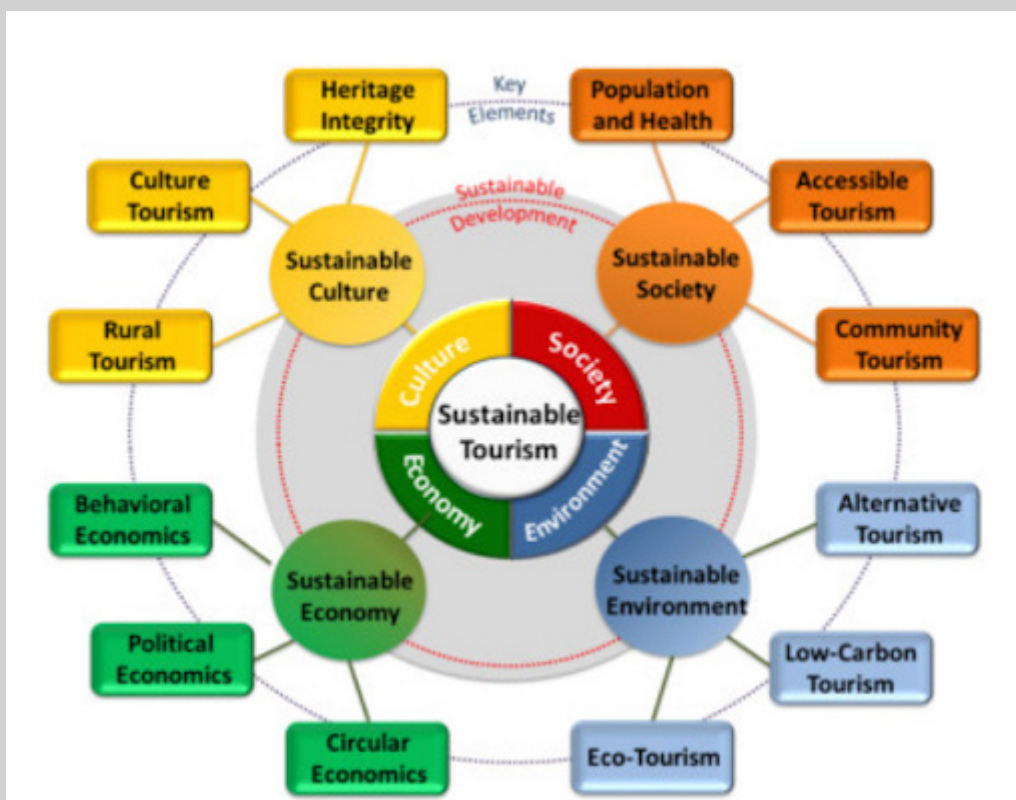 Key
Elements
Heritage
Integrity
Population
and Health
Culture
Tourism
Accessible
Tourism
Sustainable
Development
Sustainable
Culture
Sustainable
Society
Rural
Tourism
Community
Tourism
Culture
Society
Sustainable
Tourism
Economy
Environment
Behavioral
Economics
Alternative
Tourism
Sustainable
Economy
Sustainable
Environment
Political
Economics
Low-Carbon
Tourism
Circular
Economics
Eco-Tourism